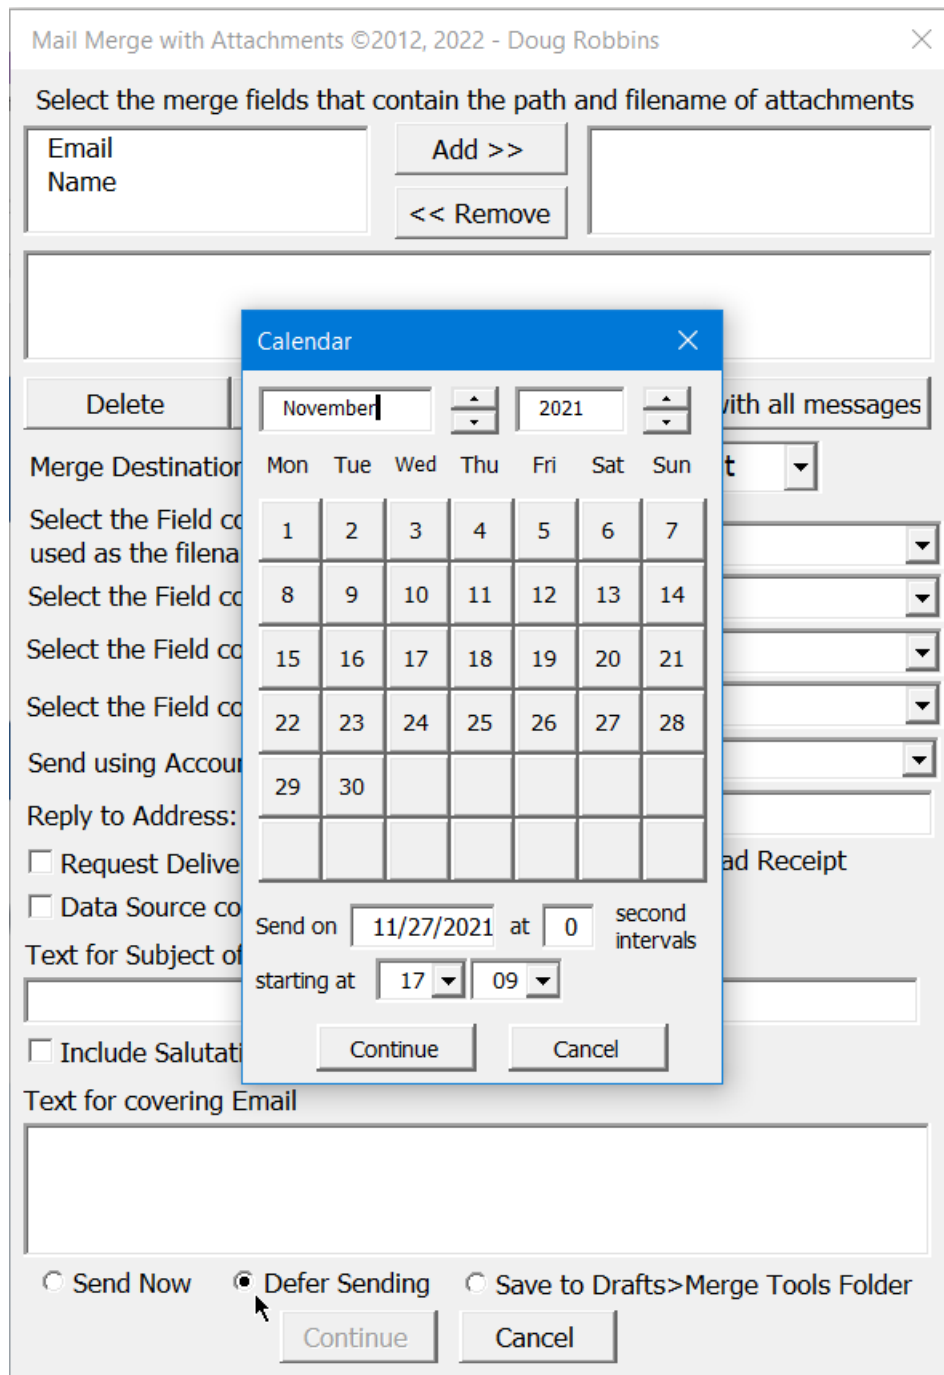 Mail Merge with Attachments ©2012, 2022 - Doug Robbins
Select the merge fields that contain the path and filename of attachments
Email
Name
Add >>
<< Remove
Calendar
November 2021
Delete
with all messages
Mon Tue Wed Thu Fri Sat Sun
Merge Destination
1 2 3 4 5 6 7
Select the Field co
used as the filena
8 9 10 11 12 13 14
Select the Field co
15 16 17 18 19 20 21
Select the Field co
22 23 24 25 26 27 28
Select the Field co
29 30
Send using Accou
Reply to Address:
Request Delive
ad Receipt
Data Source co
Send on 11/27/2021 at 0 second
intervals
Text for Subject of
starting at 17 09
Continue Cancel
Include Salutati
Text for covering Email
Send Now Defer Sending Save to Drafts>Merge Tools Folder
Continue Cancel